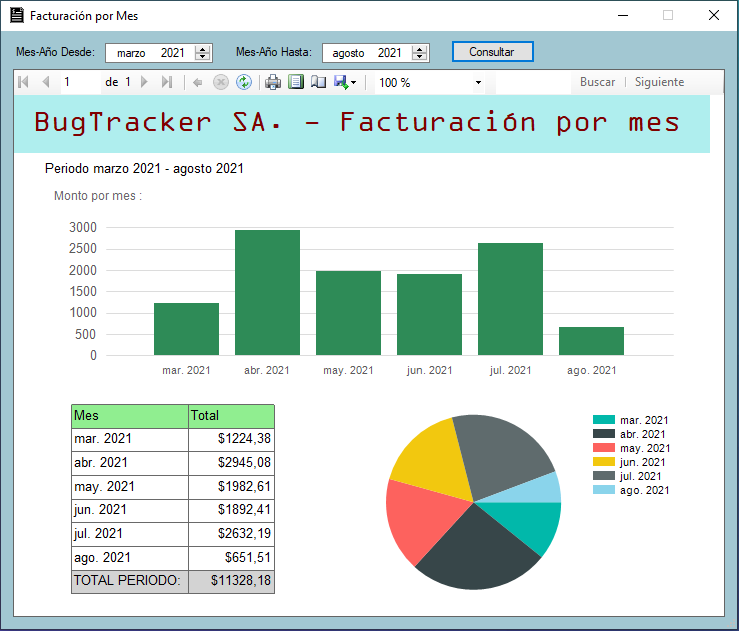 Facturación por Mes
Mes-Año Desde: marzo 2021 Mes-Año Hasta: agosto 2021 Consultar
1 de 1 100 % Buscar Siguiente
BugTracker SA. - Facturación por mes
Periodo marzo 2021 - agosto 2021
Monto por mes :
3000
2500
2000
1500
1000
500
0
mar. 2021 abr. 2021 may. 2021 jun. 2021 jul. 2021 ago. 2021
Mes Total
mar. 2021 $1224,38
abr. 2021 $2945,08
may. 2021 $1982,61
jun. 2021 $1892,41
jul. 2021 $2632,19
ago. 2021 $651,51
TOTAL PERIODO: $11328,18
mar. 2021
abr. 2021
may. 2021
jun. 2021
jul. 2021
ago. 2021